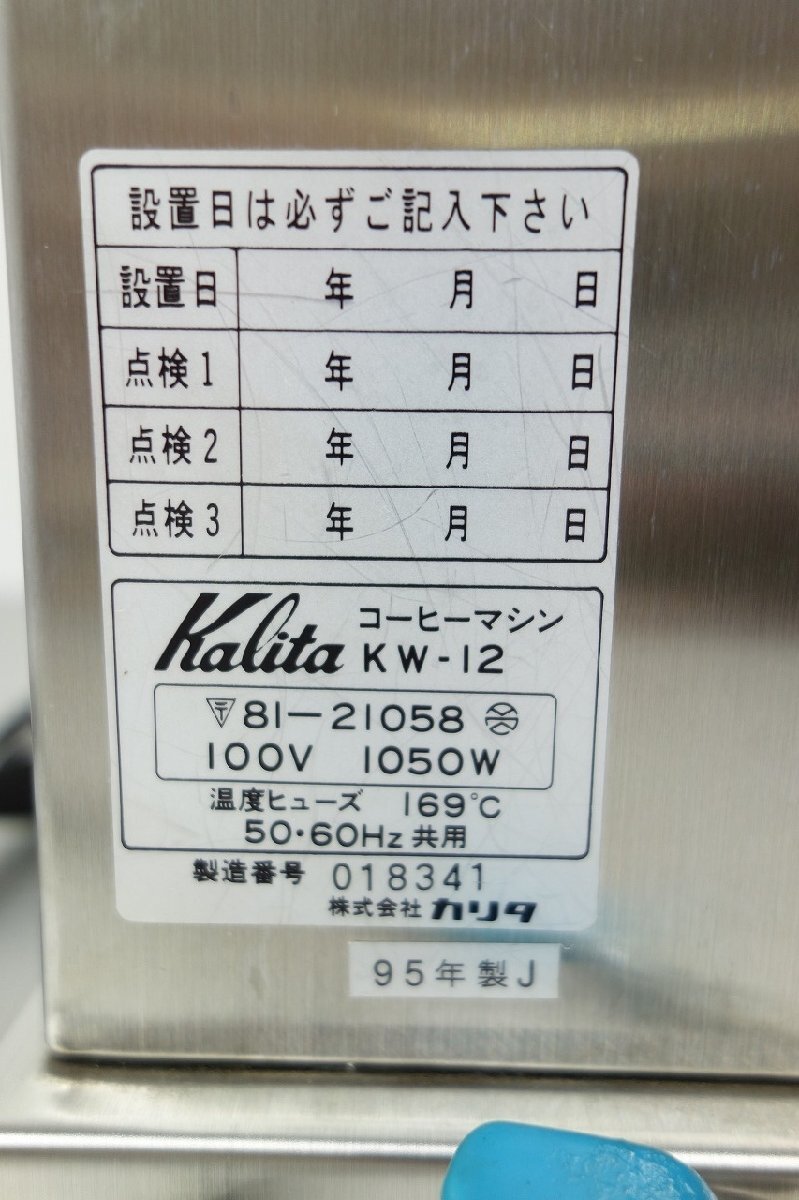 設置日は必ずご記入下さい
設置日 年 月 日
点検1 年 月 日
点検2 年 月 日
点検3 年 月 日
Kalita コーヒーマシン
KW-12
〒 81-21058
100V 1050W
温度ヒューズ 169℃
50・60Hz 共用
製造番号 018341
株式会社 カリタ
95年製J